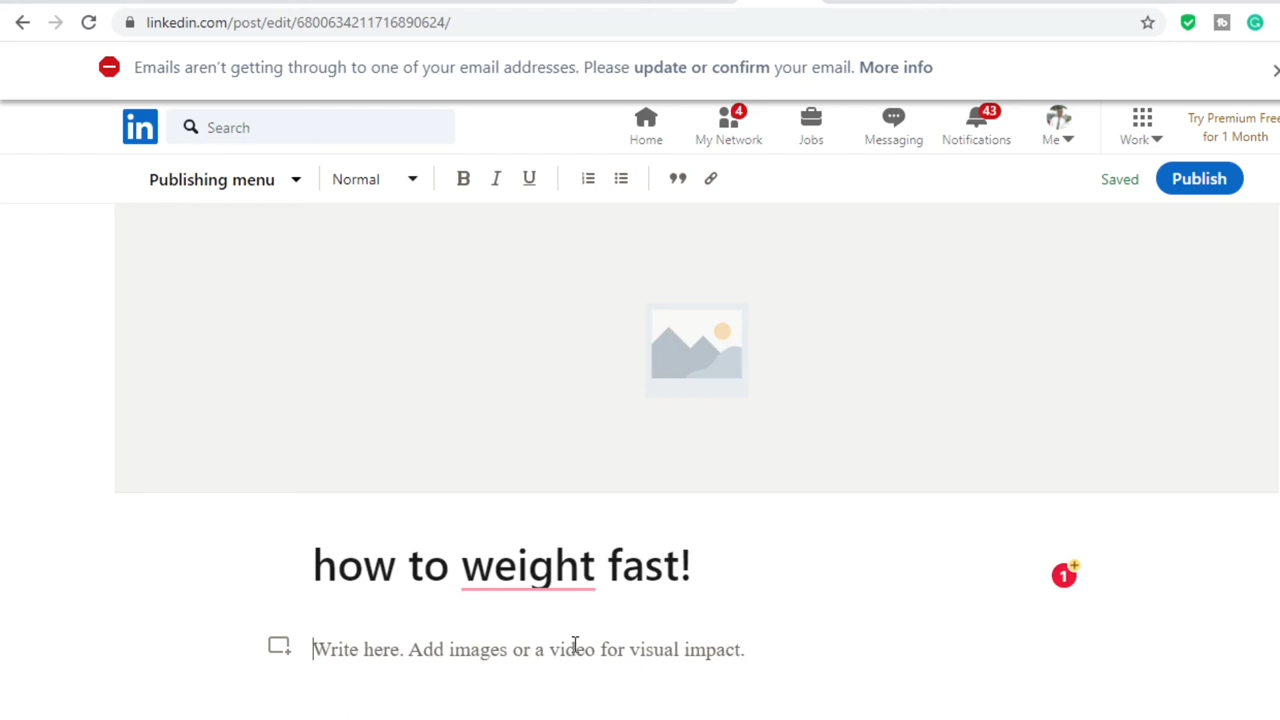 linkedin.com/post/edit/6800634211716890624/
tb
Emails aren't getting through to one of your email addresses. Please update or confirm your email. More info
in
Search
4
43
Home My Network Jobs Messaging Notifications Me Work
Try Premium Free
for 1 Month
Publishing menu Normal B I U Saved Publish
how to weight fast!
1
Write here. Add images or a video for visual impact.